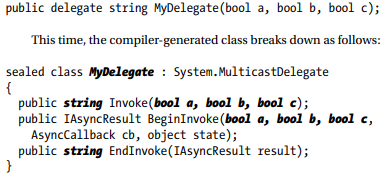 public delegate string MyDelegate(bool a, bool b, bool c);
This time, the compiler-generated class breaks down as follows:
sealed class MyDelegate : System.MulticastDelegate
{
public string Invoke(bool a, bool b, bool c);
public IAsyncResult BeginInvoke(bool a, bool b, bool c,
AsyncCallback cb, object state);
public string EndInvoke(IAsyncResult result);
}